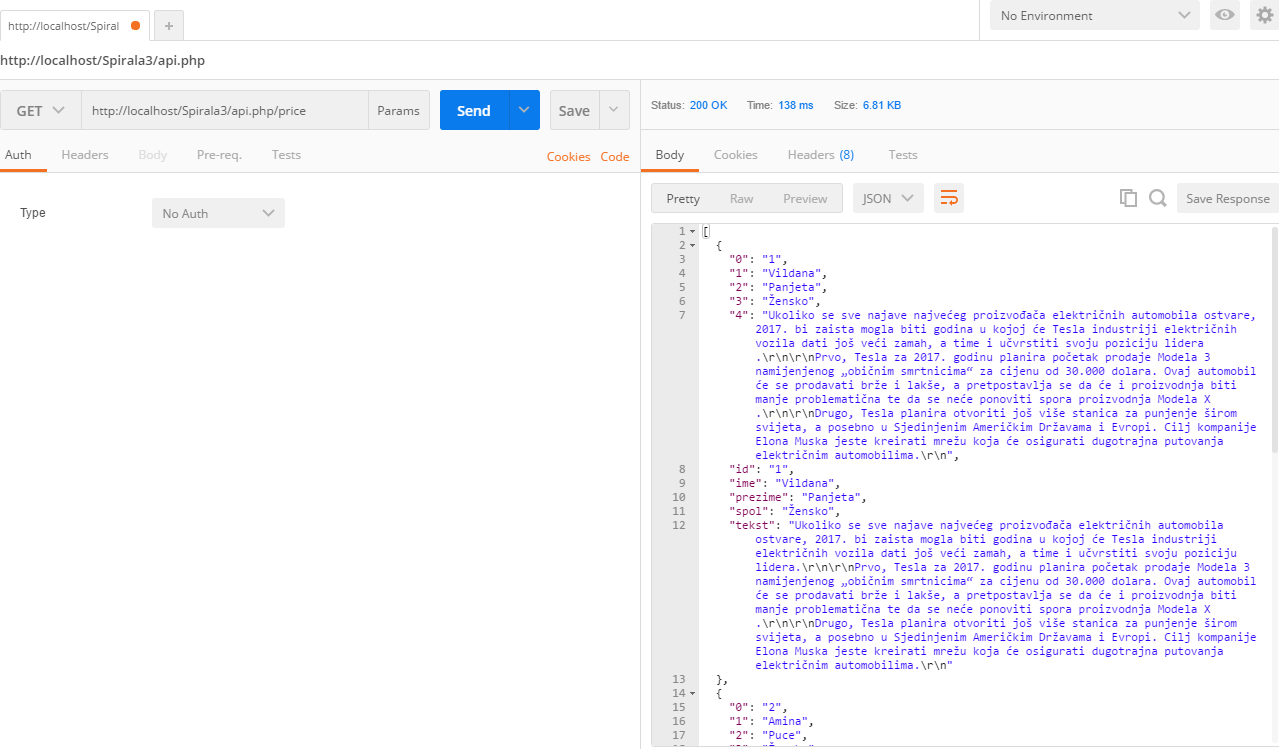 http://localhost/Spiral
+
No Environment
http://localhost/Spirala3/api.php
GET
http://localhost/Spirala3/api.php/price
Params
Send
Save
Auth
Headers
Body
Pre-req.
Tests
Cookies
Code
Type
No Auth
Status: 200 OK Time: 138 ms Size: 6.81 KB
Body
Cookies
Headers (8)
Tests
Pretty
Raw
Preview
JSON
Save Response
1 [
2 {
3 "0": "1",
4 "1": "Vildana",
5 "2": "Panjeta",
6 "3": "Žensko",
7 "4": "Ukoliko se sve najave najvećeg proizvođača električnih automobila ostvare,
2017. bi zaista mogla biti godina u kojoj će Tesla industriji električnih
vozila dati još veći zamah, a time i učvrstiti svoju poziciju lidera
.\r\n\r\nPrvo, Tesla za 2017. godinu planira početak prodaje Modela 3
namijenjenog „običnim smrtnicima“ za cijenu od 30.000 dolara. Ovaj automobil
će se prodavati brže i lakše, a pretpostavlja se da će i proizvodnja biti
manje problematična te da se neće ponoviti spora proizvodnja Modela X
.\r\n\r\nDrugo, Tesla planira otvoriti još više stanica za punjenje širom
svijeta, a posebno u Sjedinjenim Američkim Državama i Evropi. Cilj kompanije
Elona Muska jeste kreirati mrežu koja će osigurati dugotrajna putovanja
električnim automobilima.\r\n",
8 "id": "1",
9 "ime": "Vildana",
10 "prezime": "Panjeta",
11 "spol": "Žensko",
12 "tekst": "Ukoliko se sve najave najvećeg proizvođača električnih automobila
ostvare, 2017. bi zaista mogla biti godina u kojoj će Tesla industriji
električnih vozila dati još veći zamah, a time i učvrstiti svoju poziciju
lidera.\r\n\r\nPrvo, Tesla za 2017. godinu planira početak prodaje Modela 3
namijenjenog „običnim smrtnicima“ za cijenu od 30.000 dolara. Ovaj automobil
će se prodavati brže i lakše, a pretpostavlja se da će i proizvodnja biti
manje problematična te da se neće ponoviti spora proizvodnja Modela X
.\r\n\r\nDrugo, Tesla planira otvoriti još više stanica za punjenje širom
svijeta, a posebno u Sjedinjenim Američkim Državama i Evropi. Cilj kompanije
Elona Muska jeste kreirati mrežu koja će osigurati dugotrajna putovanja
električnim automobilima.\r\n"
13 },
14 {
15 "0": "2",
16 "1": "Amina",
17 "2": "Puce",